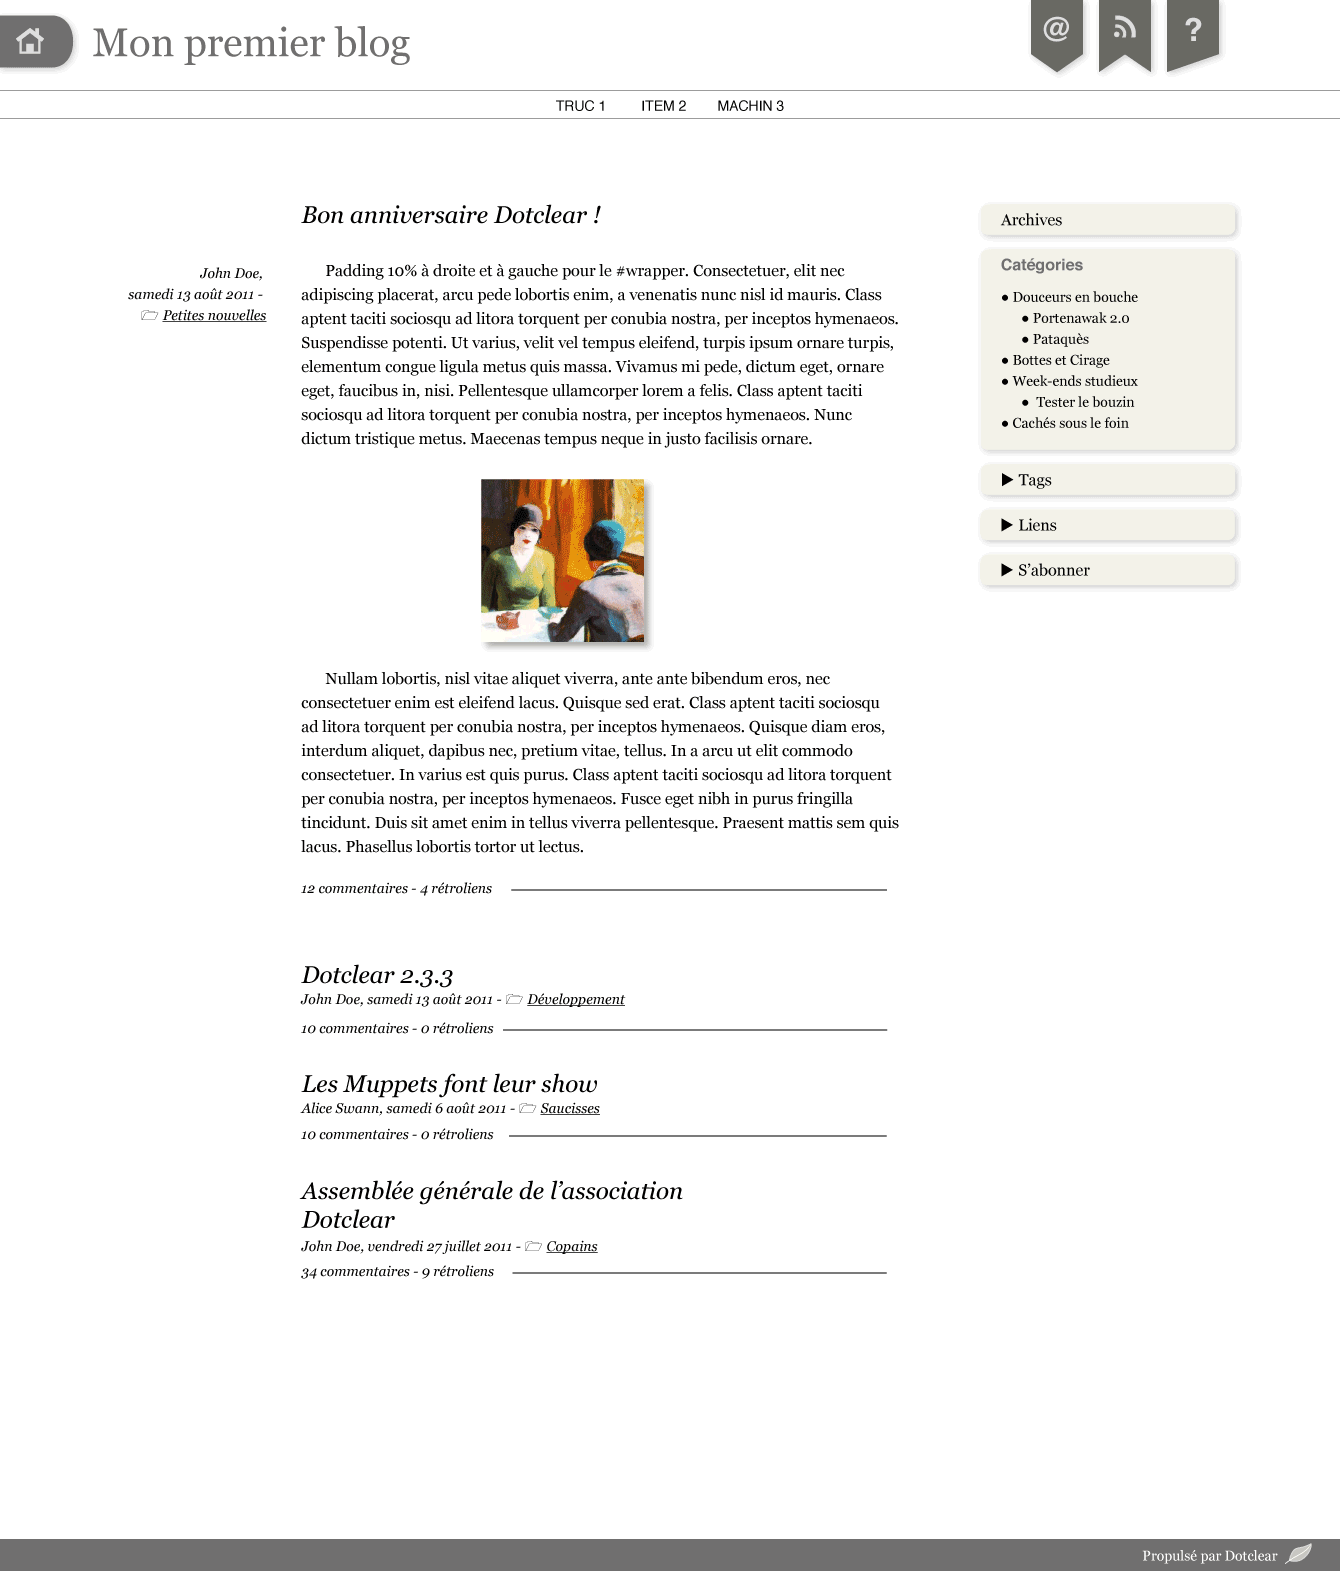 Mon premier blog
@
?
TRUC 1 ITEM 2 MACHIN 3
Bon anniversaire Dotclear !
John Doe,
samedi 13 août 2011 -
Petites nouvelles
Padding 10% à droite et à gauche pour le #wrapper. Consectetuer, elit nec
adipiscing placerat, arcu pede lobortis enim, a venenatis nunc nisl id mauris. Class
aptent taciti sociosqu ad litora torquent per conubia nostra, per inceptos hymenaeos.
Suspendisse potenti. Ut varius, velit vel tempus eleifend, turpis ipsum ornare turpis,
elementum congue ligula metus quis massa. Vivamus mi pede, dictum eget, ornare
eget, faucibus in, nisi. Pellentesque ullamcorper lorem a felis. Class aptent taciti
sociosqu ad litora torquent per conubia nostra, per inceptos hymenaeos. Nunc
dictum tristique metus. Maecenas tempus neque in justo facilisis ornare.
Nullam lobortis, nisl vitae aliquet viverra, ante ante bibendum eros, nec
consectetuer enim est eleifend lacus. Quisque sed erat. Class aptent taciti sociosqu
ad litora torquent per conubia nostra, per inceptos hymenaeos. Quisque diam eros,
interdum aliquet, dapibus nec, pretium vitae, tellus. In a arcu ut elit commodo
consectetuer. In varius est quis purus. Class aptent taciti sociosqu ad litora torquent
per conubia nostra, per inceptos hymenaeos. Fusce eget nibh in purus fringilla
tincidunt. Duis sit amet enim in tellus viverra pellentesque. Praesent mattis sem quis
lacus. Phasellus lobortis tortor ut lectus.
12 commentaires - 4 rétroliens
Dotclear 2.3.3
John Doe, samedi 13 août 2011 - Développement
10 commentaires - 0 rétroliens
Les Muppets font leur show
Alice Swann, samedi 6 août 2011 - Saucisses
10 commentaires - 0 rétroliens
Assemblée générale de l’association
Dotclear
John Doe, vendredi 27 juillet 2011 - Copains
34 commentaires - 9 rétroliens
Archives
Catégories
● Douceurs en bouche
● Portenawak 2.0
● Pataquès
● Bottes et Cirage
● Week-ends studieux
● Tester le bouzin
● Cachés sous le foin
▶ Tags
▶ Liens
▶ S’abonner
Propulsé par Dotclear